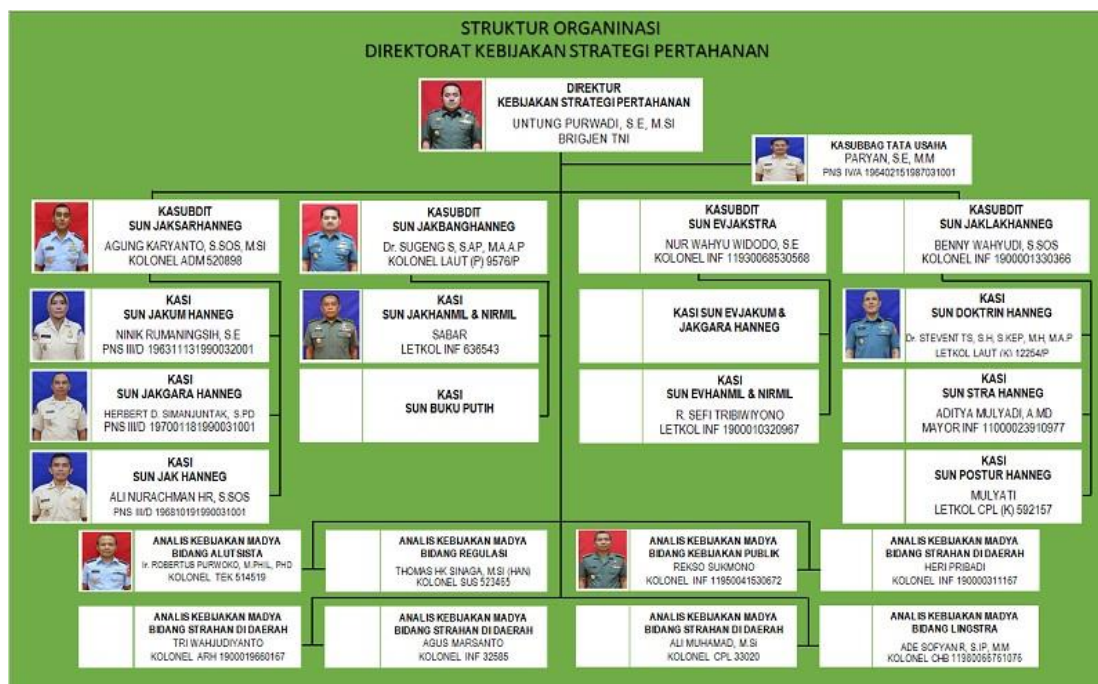 STRUKTUR ORGANINASI
DIREKTORAT KEBIJAKAN STRATEGI PERTAHANAN
DIREKTUR
KEBIJAKAN STRATEGI PERTAHANAN
UNTUNG PURWADI, S.E, M.SI
BRIGJEN TNI
KASUBBAG TATA USAHA
PARYAN, S.E, M.M
PNS IV/A 196402151987031001
KASUBDIT
SUN JAKSARHANNEG
AGUNG KARYANTO, S.SOS, M.SI
KOLONEL ADM 520898
KASUBDIT
SUN JAKBANGHANNEG
Dr. SUGENG S, S.AP, M.A.A.P
KOLONEL LAUT (P) 9576/P
KASUBDIT
SUN EVJAKSTRA
NUR WAHYU WIDODO, S.E
KOLONEL INF 11930068530568
KASUBDIT
SUN JAKLAKHANNEG
BENNY WAHYUDI, S.SOS
KOLONEL INF 1900001330366
KASI
SUN JAKUM HANNEG
NINIK RUMANINGSIH, S.E
PNS III/D 196311131990032001
KASI
SUN JAKHANMIL & NIRMIL
SABAR
LETKOL INF 636543
KASI SUN EVJAKUM &
JAKGARA HANNEG
KASI
SUN DOKTRIN HANNEG
Dr. STEVENT TS, S.H, S.KEP, M.H, M.A.P
LETKOL LAUT (K) 12254/P
KASI
SUN JAKGARA HANNEG
HERBERT D. SIMANJUNTAK, S.PD
PNS III/D 197001181990031001
KASI
SUN BUKU PUTIH
KASI
SUN EVHANMIL & NIRMIL
R. SEFI TRIBIWIYONO
LETKOL INF 1900010320967
KASI
SUN STRA HANNEG
ADITYA MULYADI, A.MD
MAYOR INF 11000023910977
KASI
SUN JAK HANNEG
ALI NURACHMAN HR, S.SOS
PNS III/D 196810191990031001
KASI
SUN POSTUR HANNEG
MULYATI
LETKOL CPL (K) 592157
ANALIS KEBIJAKAN MADYA
BIDANG ALUTSISTA
Ir. ROBERTUS PURWOKO, M.PHIL, PHD
KOLONEL TEK 514519
ANALIS KEBIJAKAN MADYA
BIDANG REGULASI
THOMAS HK SINAGA, M.SI (HAN)
KOLONEL SUS 523465
ANALIS KEBIJAKAN MADYA
BIDANG KEBIJAKAN PUBLIK
REKSO SUKMONO
KOLONEL INF 11950041530672
ANALIS KEBIJAKAN MADYA
BIDANG STRAHAN DI DAERAH
HERI PRIBADI
KOLONEL INF 190000311167
ANALIS KEBIJAKAN MADYA
BIDANG STRAHAN DI DAERAH
TRI WAHJUDIYANTO
KOLONEL ARH 1900019660167
ANALIS KEBIJAKAN MADYA
BIDANG STRAHAN DI DAERAH
AGUS MARSANTO
KOLONEL INF 32585
ANALIS KEBIJAKAN MADYA
BIDANG STRAHAN DI DAERAH
ALI MUHAMAD, M.SI
KOLONEL CPL 33020
ANALIS KEBIJAKAN MADYA
BIDANG LINGSTRA
ADE SOFYAN R, S.IP, M.M
KOLONEL CHB 11980066761076